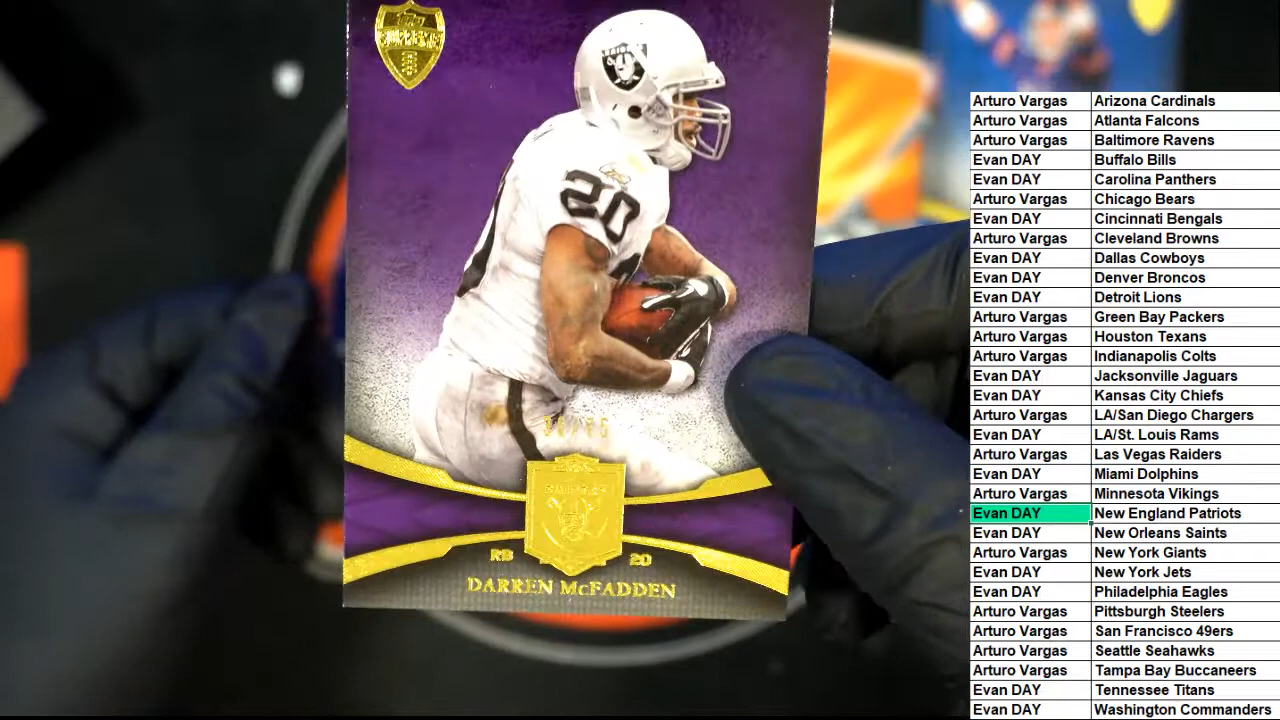 Topps
SUPREME
20
RAIDERS
RB 20
DARREN McFADDEN
Arturo Vargas Arizona Cardinals
Arturo Vargas Atlanta Falcons
Arturo Vargas Baltimore Ravens
Evan DAY Buffalo Bills
Evan DAY Carolina Panthers
Arturo Vargas Chicago Bears
Evan DAY Cincinnati Bengals
Arturo Vargas Cleveland Browns
Evan DAY Dallas Cowboys
Evan DAY Denver Broncos
Evan DAY Detroit Lions
Arturo Vargas Green Bay Packers
Arturo Vargas Houston Texans
Arturo Vargas Indianapolis Colts
Evan DAY Jacksonville Jaguars
Evan DAY Kansas City Chiefs
Arturo Vargas LA/San Diego Chargers
Evan DAY LA/St. Louis Rams
Arturo Vargas Las Vegas Raiders
Evan DAY Miami Dolphins
Arturo Vargas Minnesota Vikings
Evan DAY New England Patriots
Evan DAY New Orleans Saints
Arturo Vargas New York Giants
Evan DAY New York Jets
Evan DAY Philadelphia Eagles
Arturo Vargas Pittsburgh Steelers
Arturo Vargas San Francisco 49ers
Arturo Vargas Seattle Seahawks
Arturo Vargas Tampa Bay Buccaneers
Evan DAY Tennessee Titans
Evan DAY Washington Commanders